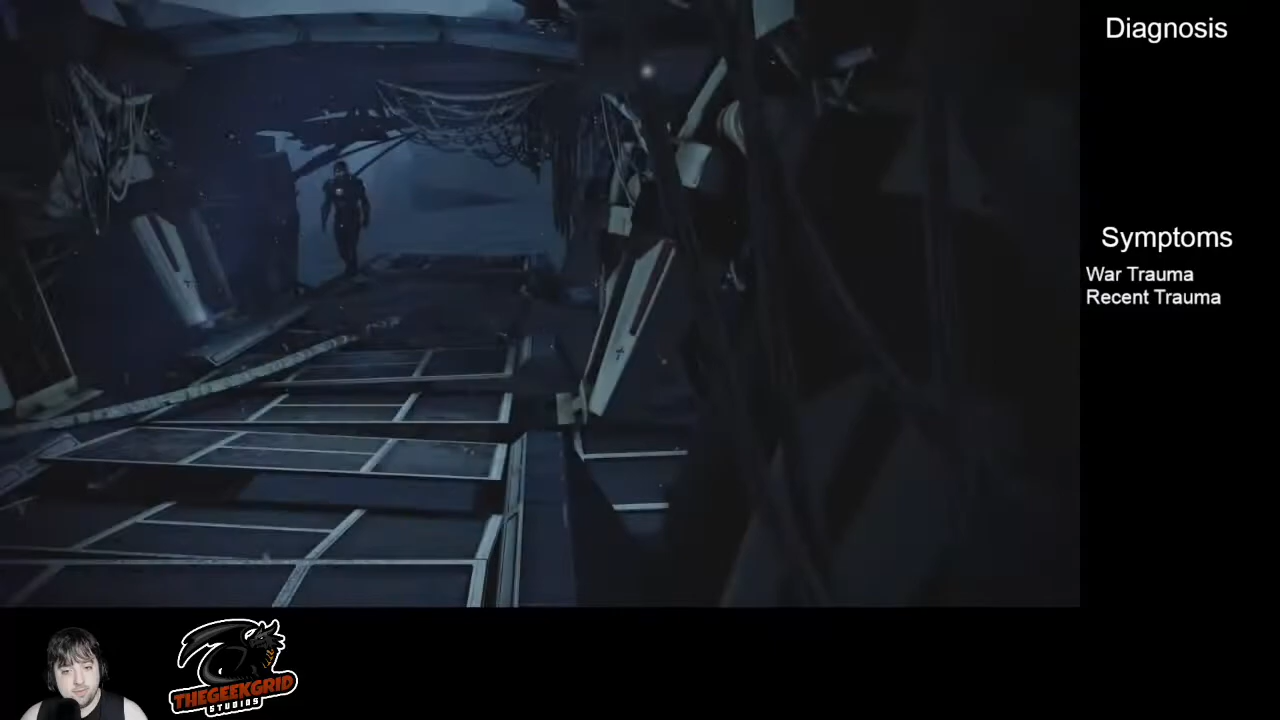 Diagnosis
Symptoms
War Trauma
Recent Trauma
THEGEEKGRID
STUDIOS